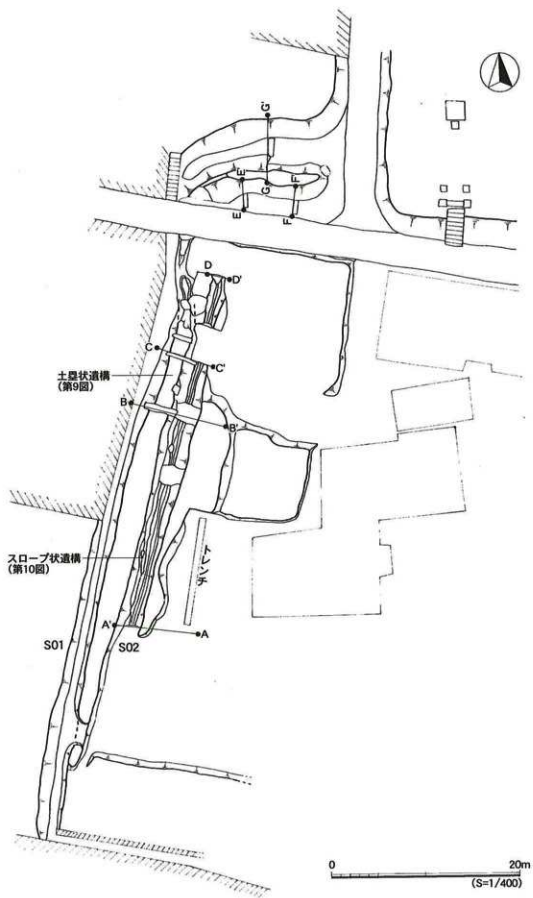 G'
E'
F'
G
E
F
D
D'
C
C'
土塁状遺構
(第9図)
B
B'
スロープ状遺構
(第10図)
トレンチ
A'
A
S01
S02
0
20m
(S=1/400)